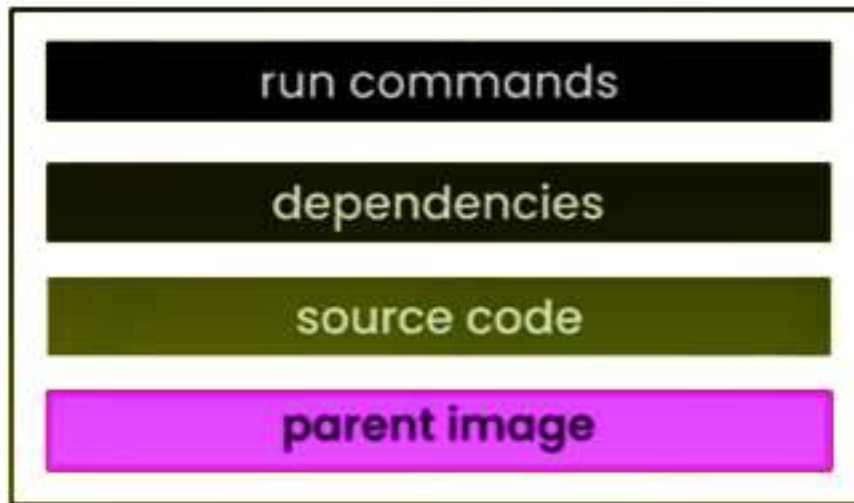 run commands
dependencies
source code
parent image